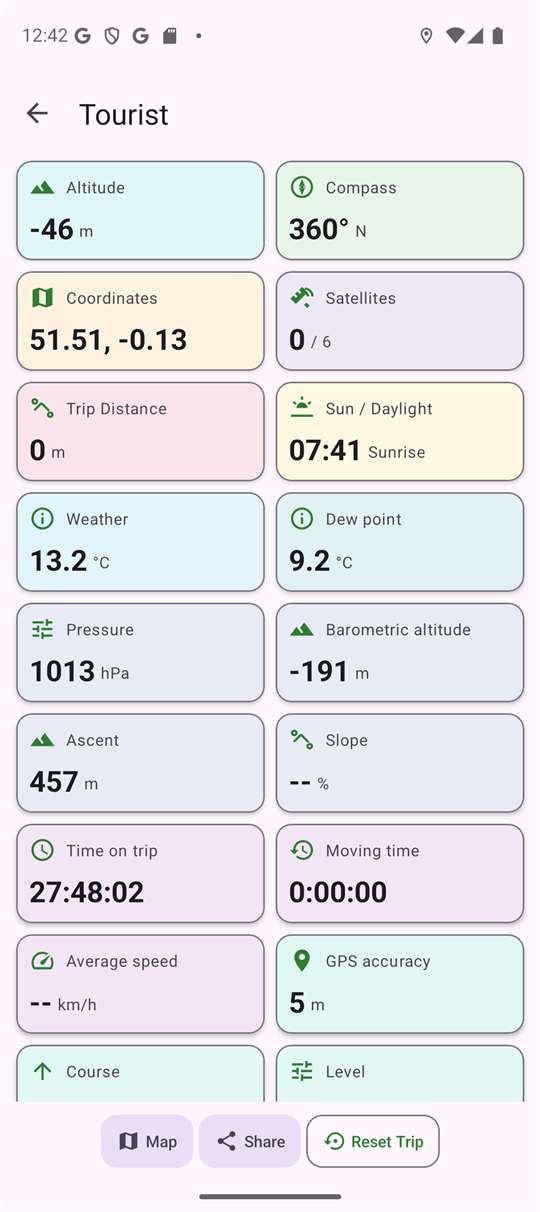 12:42
Tourist
Altitude
-46 m
Compass
360° N
Coordinates
51.51, -0.13
Satellites
0 / 6
Trip Distance
0 m
Sun / Daylight
07:41 Sunrise
Weather
13.2 °C
Dew point
9.2 °C
Pressure
1013 hPa
Barometric altitude
-191 m
Ascent
457 m
Slope
-- %
Time on trip
27:48:02
Moving time
0:00:00
Average speed
-- km/h
GPS accuracy
5 m
Course
Level
Map
Share
Reset Trip